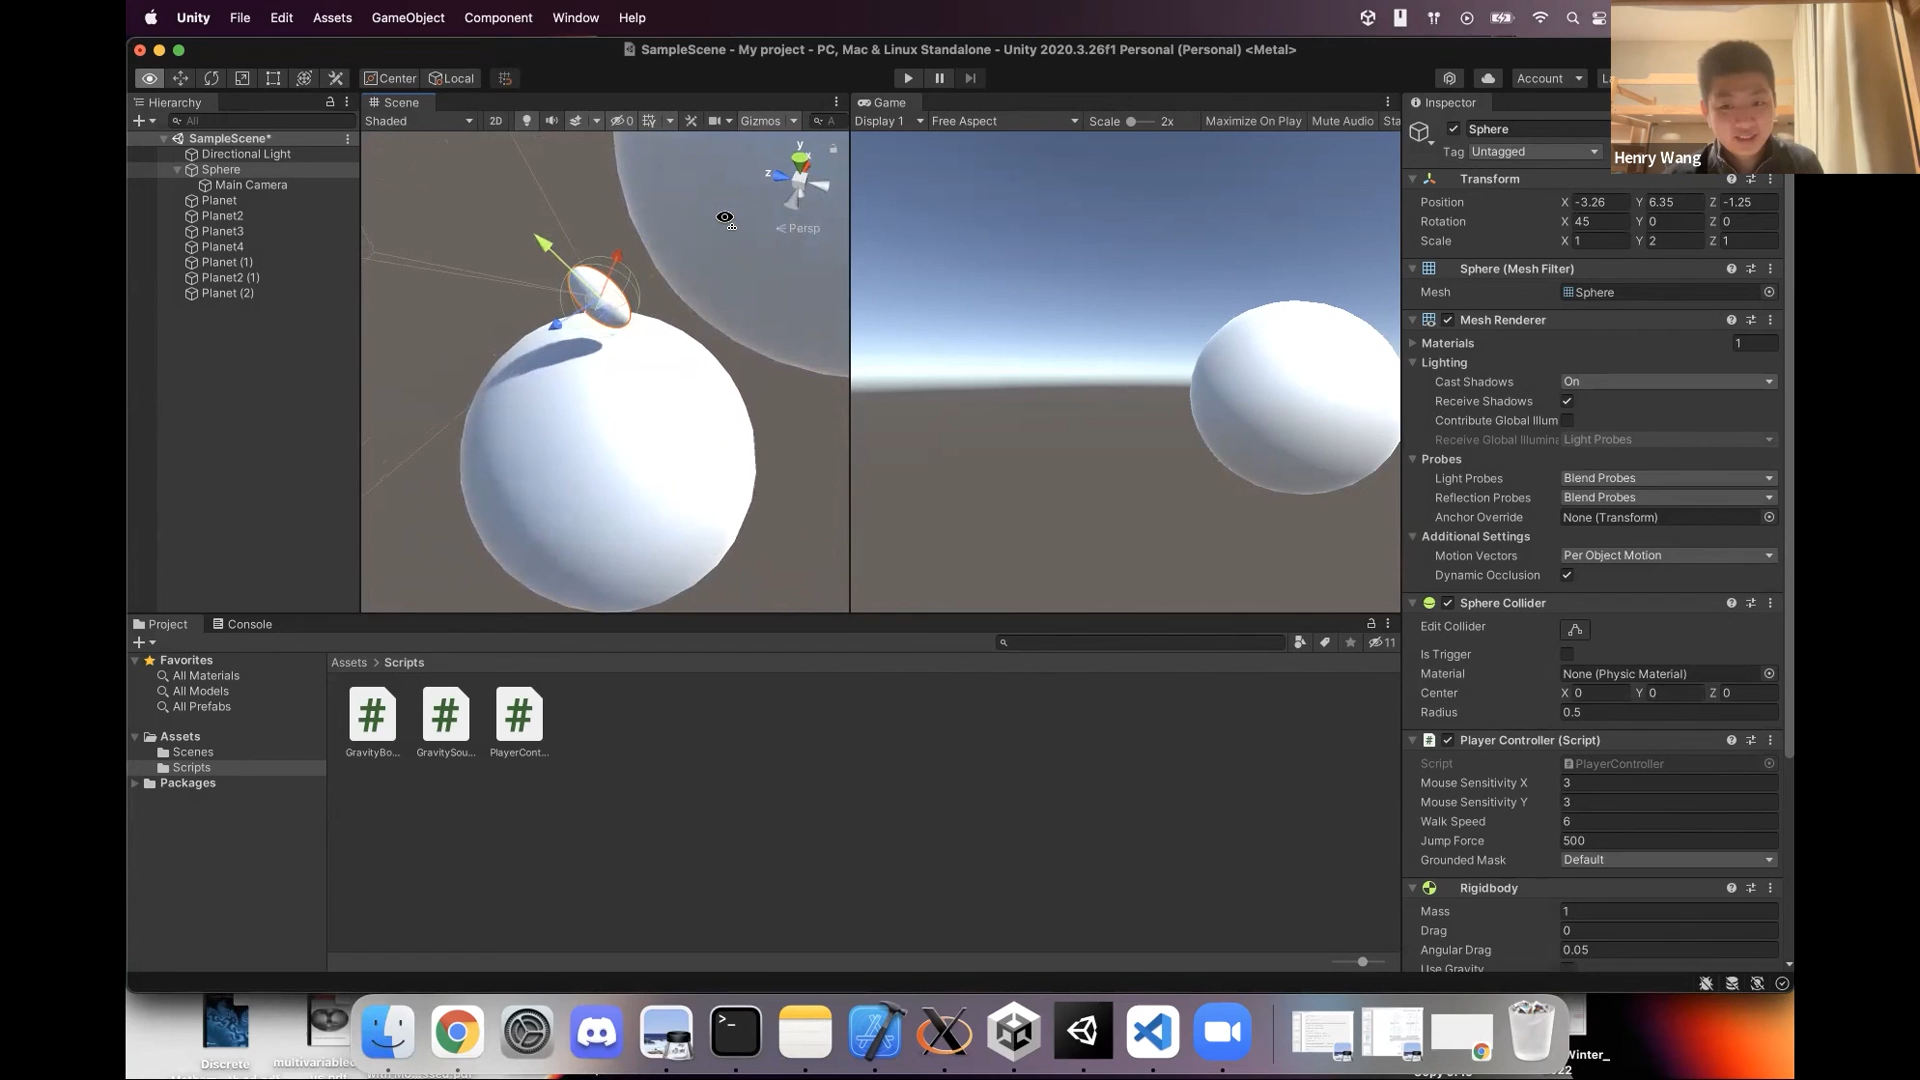 Unity File Edit Assets GameObject Component Window Help
SampleScene - My project - PC, Mac & Linux Standalone - Unity 2020.3.26f1 Personal (Personal) <Metal>
Center Local
Account
Hierarchy
All
SampleScene*
Directional Light
Sphere
Main Camera
Planet
Planet2
Planet3
Planet4
Planet (1)
Planet2 (1)
Planet (2)
Scene
Shaded 2D 0 Gizmos
y
x
z
Persp
Game
Display 1 Free Aspect Scale 2x Maximize On Play Mute Audio Sta
Inspector
Sphere
Tag Untagged
Henry Wang
Transform
Position X -3.26 Y 6.35 Z -1.25
Rotation X 45 Y 0 Z 0
Scale X 1 Y 2 Z 1
Sphere (Mesh Filter)
Mesh Sphere
Mesh Renderer
Materials 1
Lighting
Cast Shadows On
Receive Shadows
Contribute Global Illum
Receive Global Illumina Light Probes
Probes
Light Probes Blend Probes
Reflection Probes Blend Probes
Anchor Override None (Transform)
Additional Settings
Motion Vectors Per Object Motion
Dynamic Occlusion
Sphere Collider
Edit Collider
Is Trigger
Material None (Physic Material)
Center X 0 Y 0 Z 0
Radius 0.5
Player Controller (Script)
Script PlayerController
Mouse Sensitivity X 3
Mouse Sensitivity Y 3
Walk Speed 6
Jump Force 500
Grounded Mask Default
Rigidbody
Mass 1
Drag 0
Angular Drag 0.05
Use Gravity
Project Console
11
Favorites
All Materials
All Models
All Prefabs
Assets
Scenes
Scripts
Packages
Assets > Scripts
GravityBo... GravitySou... PlayerCont...
Discrete
multivariable
Winter_